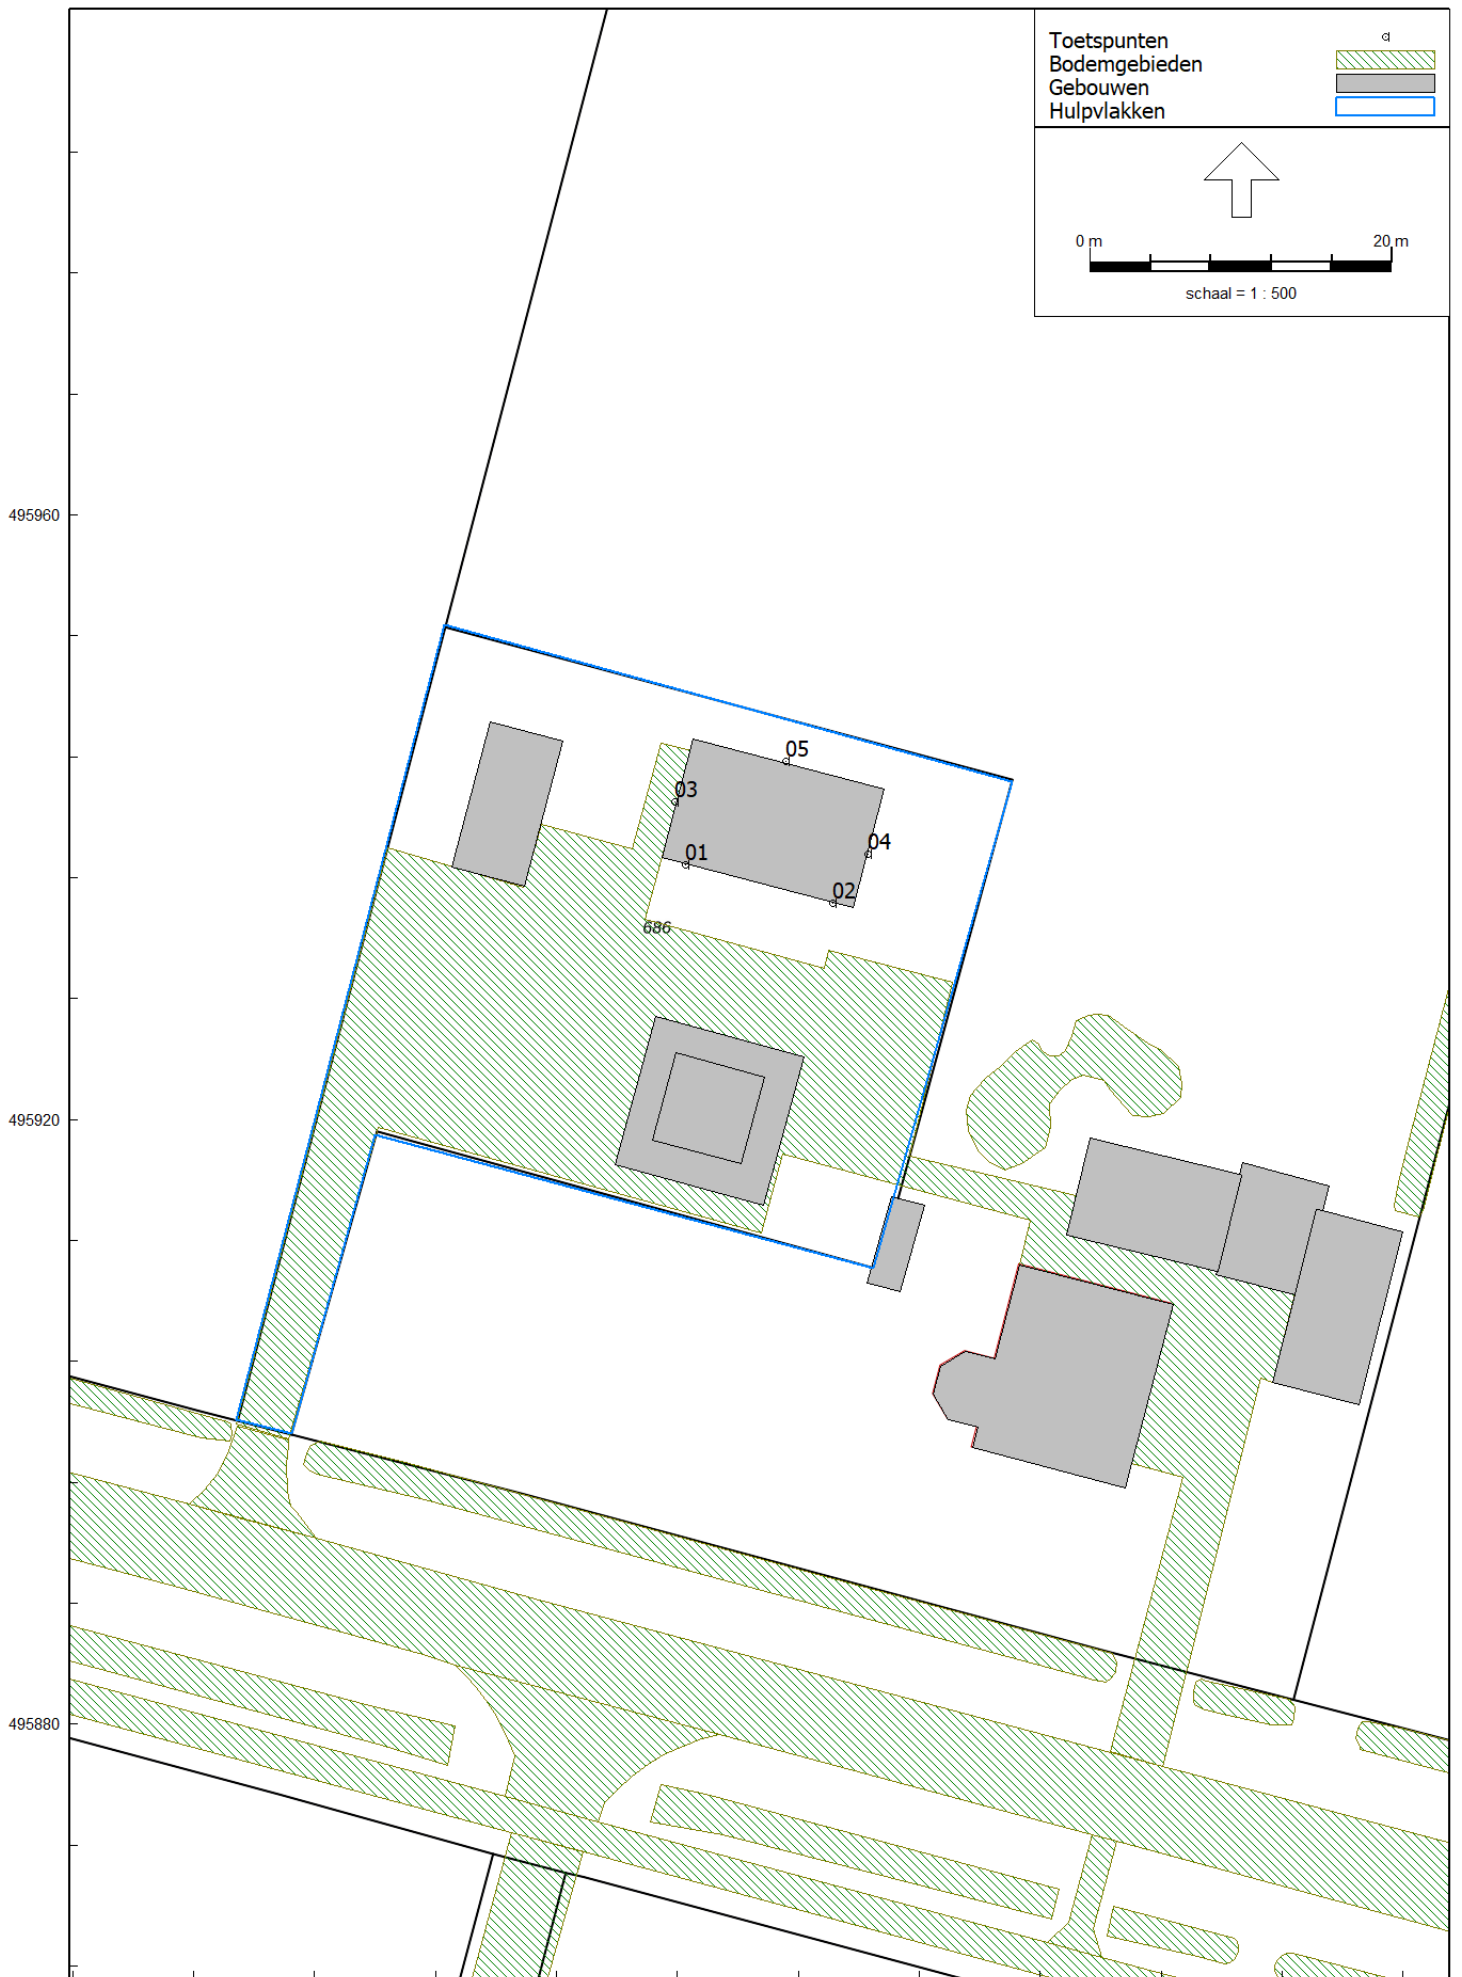 Toetspunten
Bodemgebieden
Gebouwen
Hulpvlakken
0 m 20 m
schaal = 1 : 500
495960
05
03
04
01
02
686
495920
495880